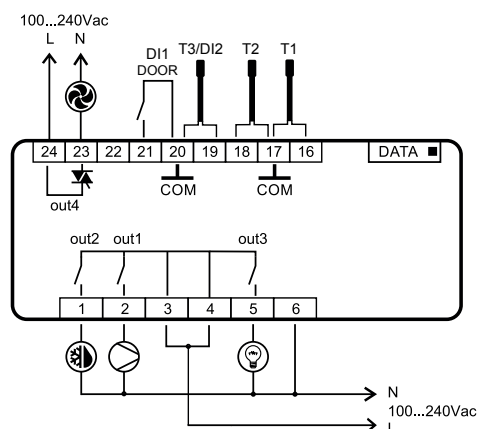 100...240Vac
L N
DI1 T3/DI2 T2 T1
DOOR
24 23 22 21 20 19 18 17 16 DATA
COM COM
out4
out2 out1 out3
1 2 3 4 5 6
N
100...240Vac
L